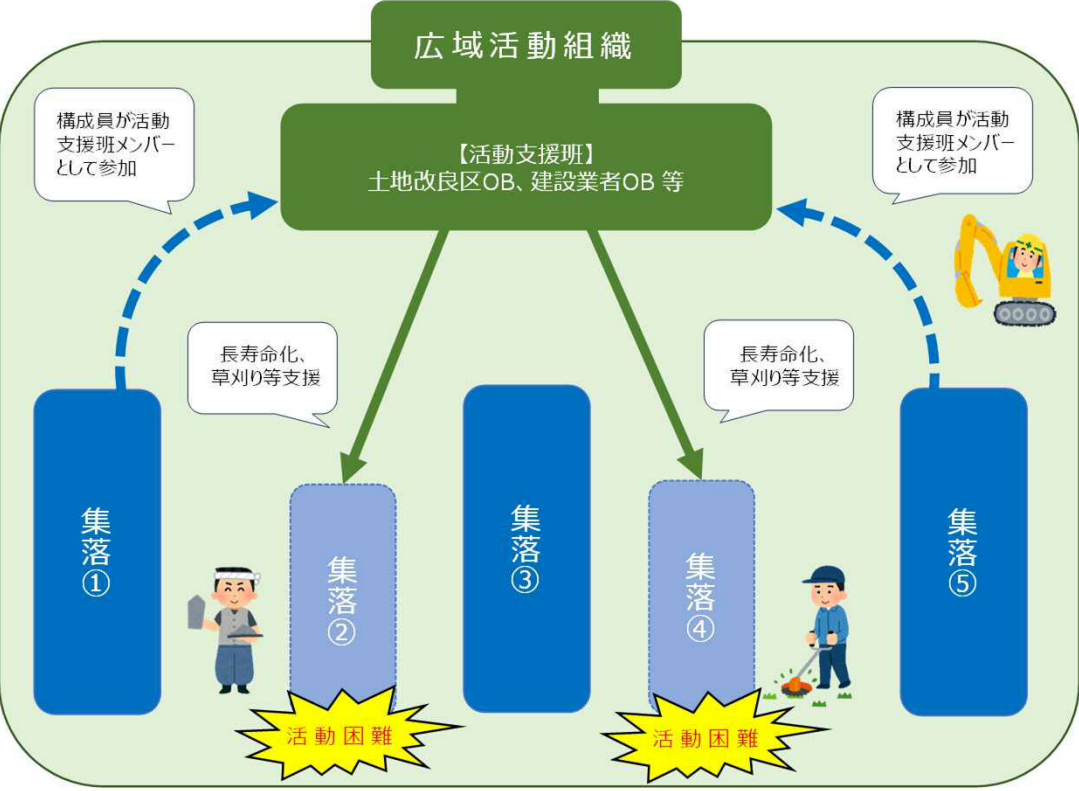 広域活動組織
構成員が活動
支援班メンバー
として参加
【活動支援班】
土地改良区OB、建設業者OB 等
構成員が活動
支援班メンバー
として参加
長寿命化、
草刈り等支援
長寿命化、
草刈り等支援
集落①
集落②
集落③
集落④
集落⑤
活動困難
活動困難